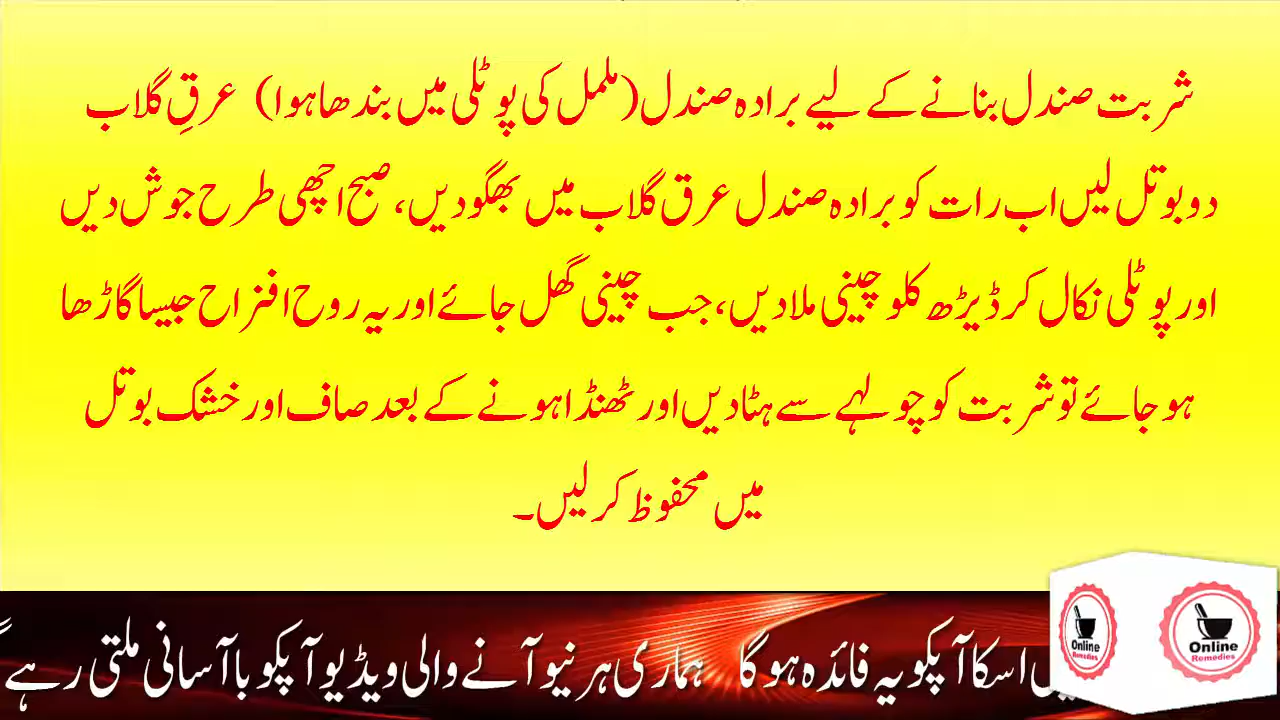 شربت صندل بنانے کے لیے برادہ صندل (ململ کی پوٹلی میں بندھا ہوا) عرقِ گلاب
دو بوتل لیں اب رات کو برادہ صندل عرق گلاب میں بھگو دیں، صبح اچھی طرح جوش دیں
اور پوٹلی نکال کر ڈیڑھ کلو چینی ملا دیں، جب چینی گھل جائے اور یہ روح افزاح جیسا گاڑھا
ہو جائے تو شربت کو چولہے سے ہٹا دیں اور ٹھنڈا ہونے کے بعد صاف اور خشک بوتل
میں محفوظ کر لیں۔
اسکا آپکو یہ فائدہ ہو گا ہماری ہر نیو آنے والی ویڈیو آپکو با آسانی ملتی رہے
Online
Remedies
Online
Remedies